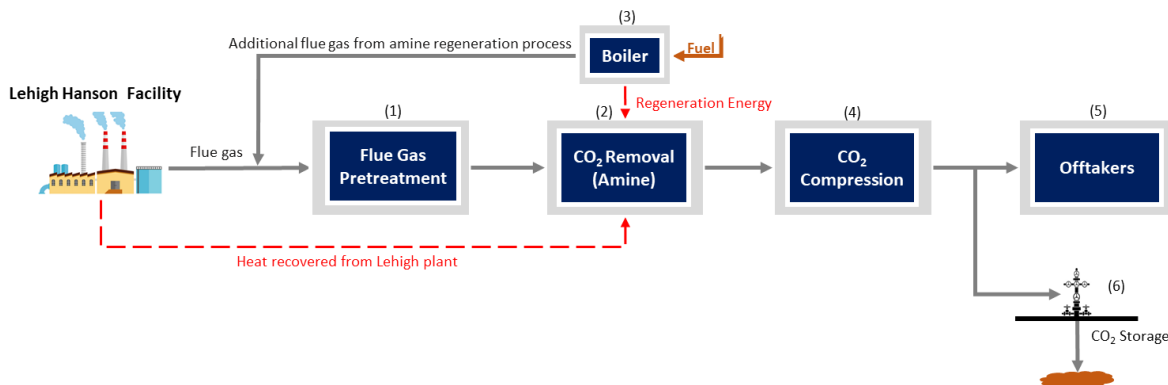 (3)
Additional flue gas from amine regeneration process
Boiler
Fuel
Lehigh Hanson Facility
Regeneration Energy
(1)
(2)
(4)
(5)
Flue gas
Flue Gas
Pretreatment
CO₂ Removal
(Amine)
CO₂
Compression
Offtakers
Heat recovered from Lehigh plant
(6)
CO₂ Storage